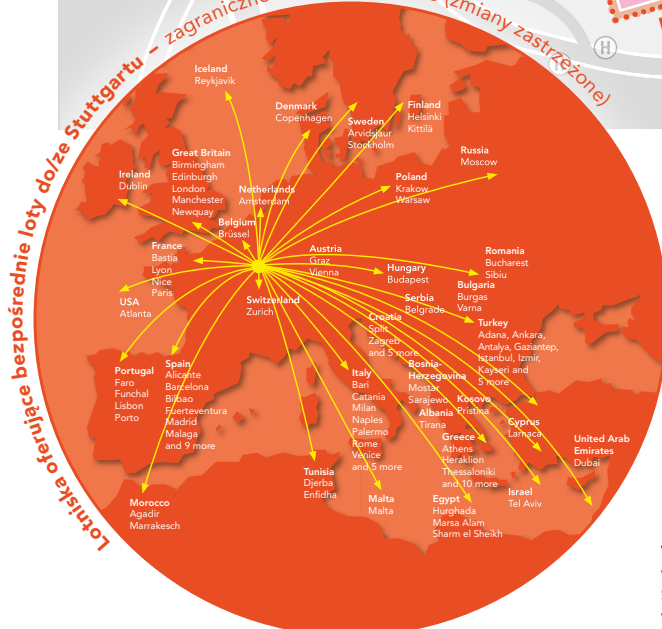 Lotniska oferujące bezpośrednie loty do/ze Stuttgartu – zagraniczne (zmiany zastrzeżone)
H
H
Iceland
Reykjavik
Denmark
Copenhagen
Sweden
Arvidsjaur
Stockholm
Finland
Helsinki
Kittilä
Russia
Moscow
Great Britain
Birmingham
Edinburgh
London
Manchester
Newquay
Ireland
Dublin
Netherlands
Amsterdam
Poland
Krakow
Warsaw
Belgium
Brüssel
France
Bastia
Lyon
Nice
Paris
Austria
Graz
Vienna
Hungary
Budapest
Romania
Bucharest
Sibiu
Bulgaria
Burgas
Varna
USA
Atlanta
Switzerland
Zurich
Serbia
Belgrade
Croatia
Split
Zagreb
and 5 more
Turkey
Adana, Ankara,
Antalya, Gaziantep,
Istanbul, Izmir,
Kayseri and
5 more
Portugal
Faro
Funchal
Lisbon
Porto
Spain
Alicante
Barcelona
Bilbao
Fuerteventura
Madrid
Malaga
and 9 more
Italy
Bari
Catania
Milan
Naples
Palermo
Rome
Venice
and 5 more
Bosnia-
Herzegovina
Mostar
Sarajewo
Kosovo
Pristina
Albania
Tirana
Cyprus
Larnaca
Greece
Athens
Heraklion
Thessaloniki
and 10 more
United Arab
Emirates
Dubai
Tunisia
Djerba
Enfidha
Malta
Malta
Egypt
Hurghada
Marsa Alam
Sharm el Sheikh
Israel
Tel Aviv
Morocco
Agadir
Marrakesch